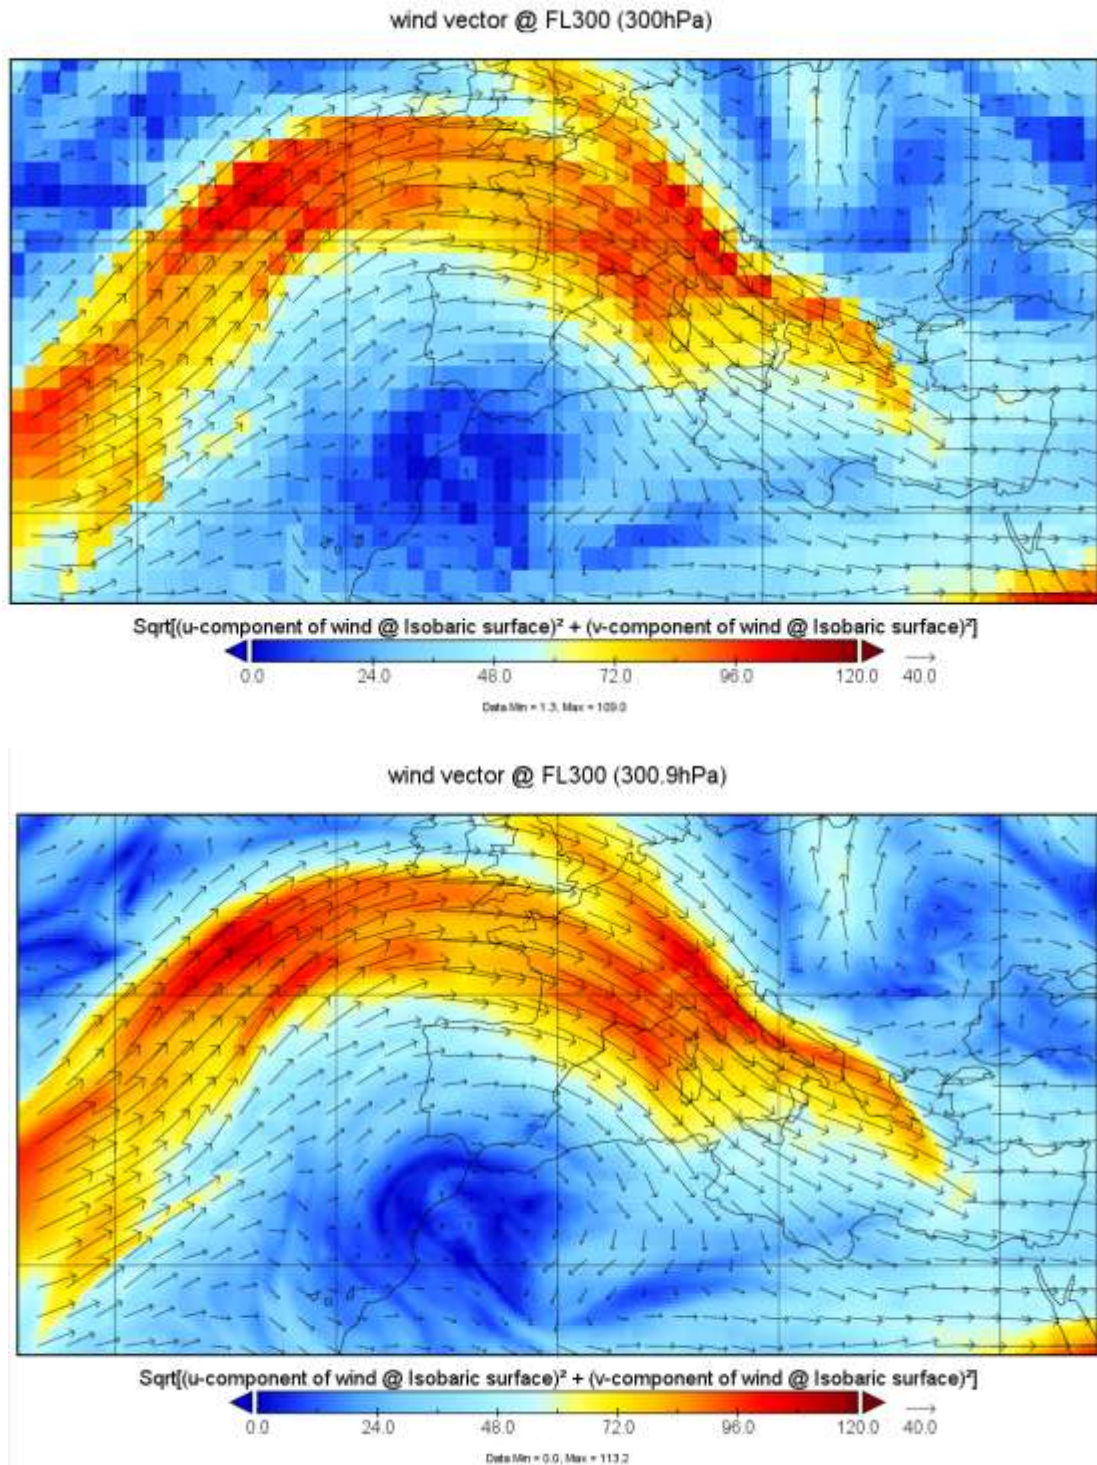 wind vector @ FL300 (300hPa)
Sqrt[(u-component of wind @ Isobaric surface)² + (v-component of wind @ Isobaric surface)²]
0.0 24.0 48.0 72.0 96.0 120.0 40.0
Data Min = 1.3, Max = 109.0
wind vector @ FL300 (300.9hPa)
Sqrt[(u-component of wind @ Isobaric surface)² + (v-component of wind @ Isobaric surface)²]
0.0 24.0 48.0 72.0 96.0 120.0 40.0
Data Min = 0.0, Max = 113.2